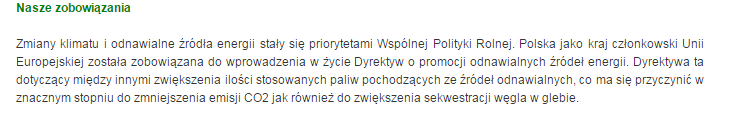 Nasze zobowiązania
Zmiany klimatu i odnawialne źródła energii stały się priorytetami Wspólnej Polityki Rolnej. Polska jako kraj członkowski Unii
Europejskiej została zobowiązana do wprowadzenia w życie Dyrektyw o promocji odnawialnych źródeł energii. Dyrektywa ta
dotyczący między innymi zwiększenia ilości stosowanych paliw pochodzących ze źródeł odnawialnych, co ma się przyczynić w
znacznym stopniu do zmniejszenia emisji CO2 jak również do zwiększenia sekwestracji węgla w glebie.